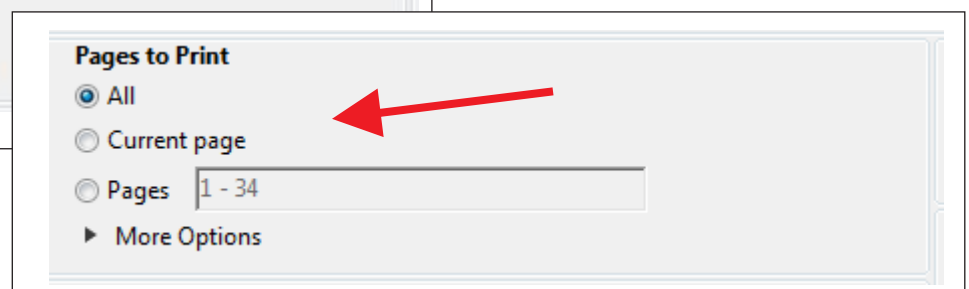 Pages to Print
All
Current page
Pages 1 - 34
More Options